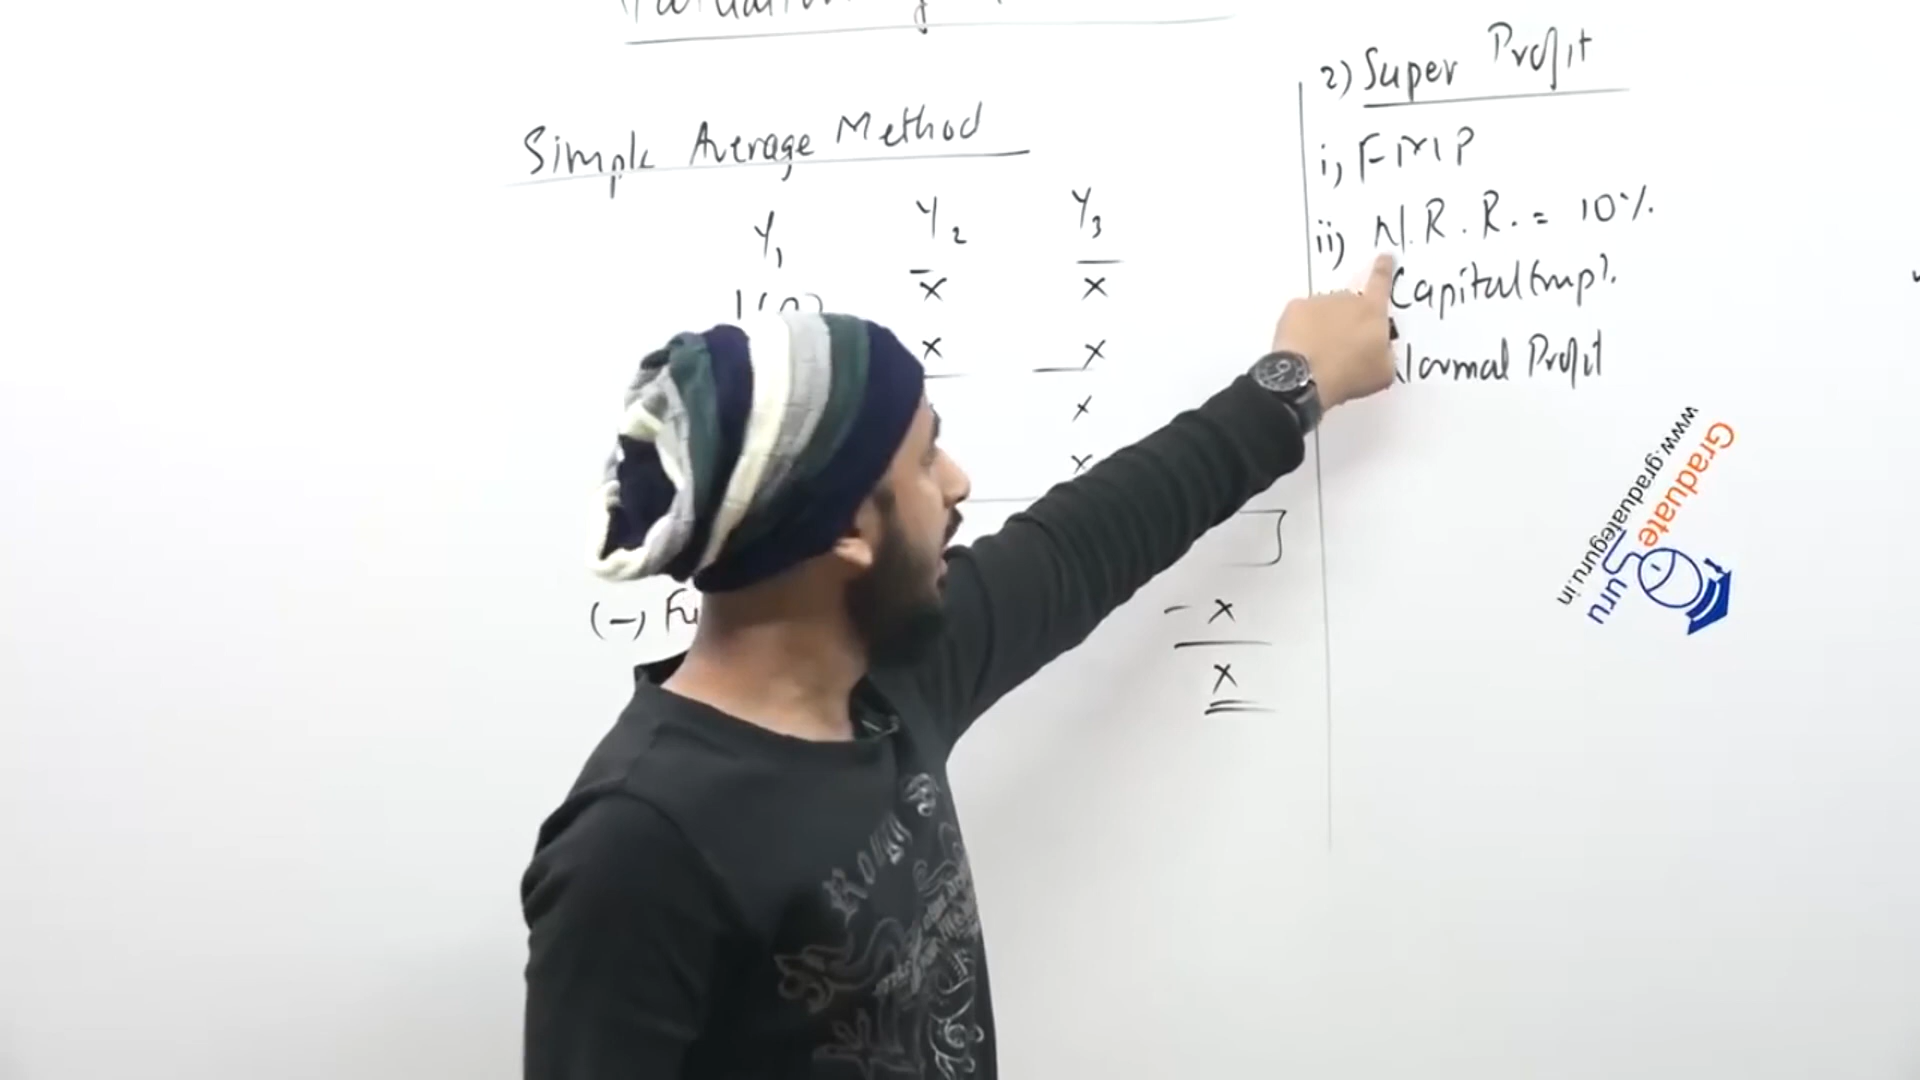 Simple Average Method
Y1 Y2 Y3
x x
x x
x
x
(-)
- x
x
2) Super Profit
i) FMP
ii) N.R.R. = 10%
Capital Emp).
Normal Profit
Graduate
Guru
www.graduateguru.in